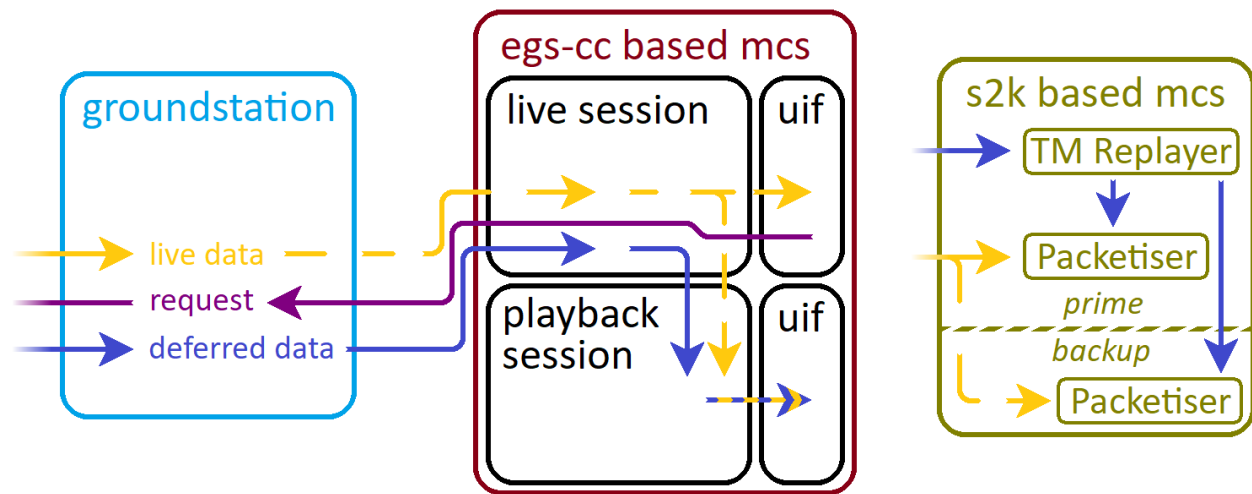 groundstation
live data
request
deferred data
egs-cc based mcs
live session
uif
playback
session
uif
s2k based mcs
TM Replayer
Packetiser
prime
backup
Packetiser